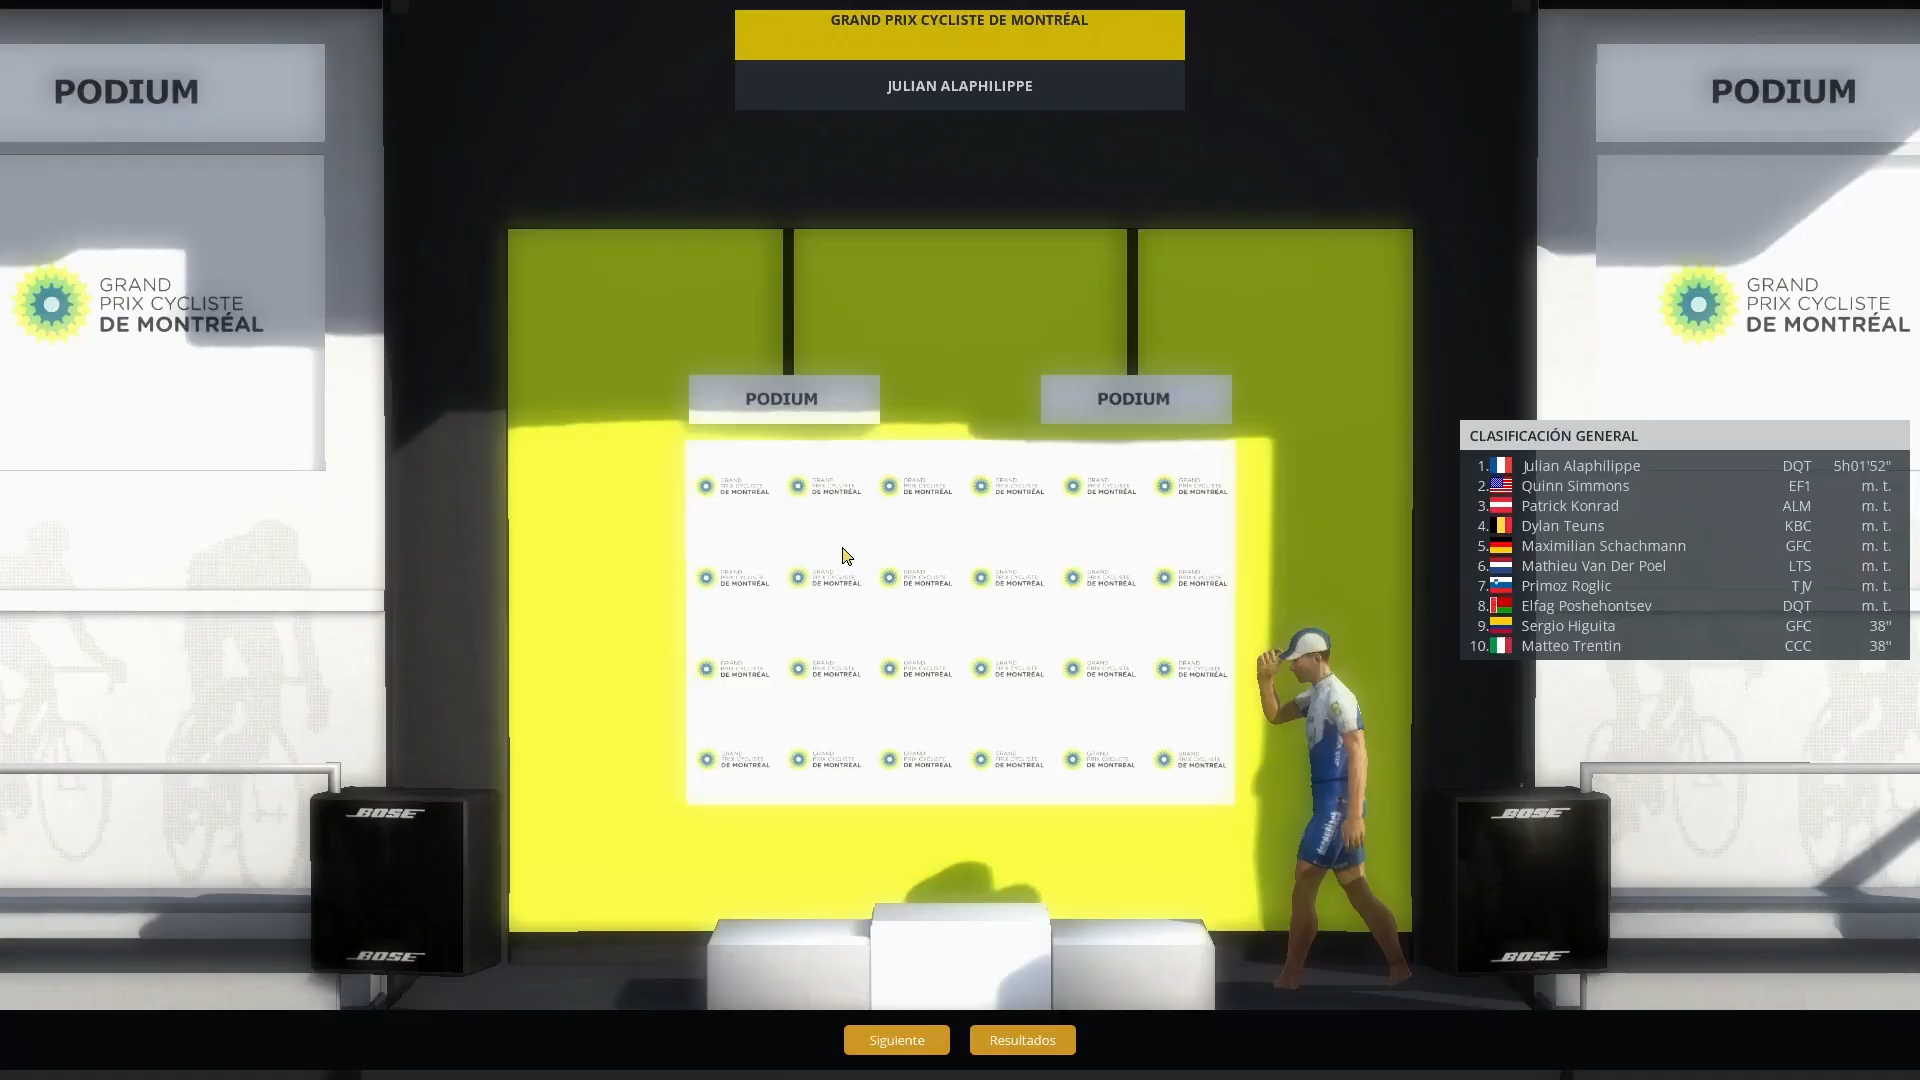 GRAND PRIX CYCLISTE DE MONTRÉAL
JULIAN ALAPHILIPPE
PODIUM
PODIUM
GRAND
PRIX CYCLISTE
DE MONTRÉAL
GRAND
PRIX CYCLISTE
DE MONTRÉAL
PODIUM
PODIUM
CLASIFICACIÓN GENERAL
1. Julian Alaphilippe DQT 5h01'52"
2. Quinn Simmons EF1 m. t.
3. Patrick Konrad ALM m. t.
4. Dylan Teuns KBC m. t.
5. Maximilian Schachmann GFC m. t.
6. Mathieu Van Der Poel LTS m. t.
7. Primoz Roglic TJV m. t.
8. Elfag Poshehontsev DQT m. t.
9. Sergio Higuita GFC 38"
10. Matteo Trentin CCC 38"
BOSE
BOSE
BOSE
BOSE
Siguiente
Resultados